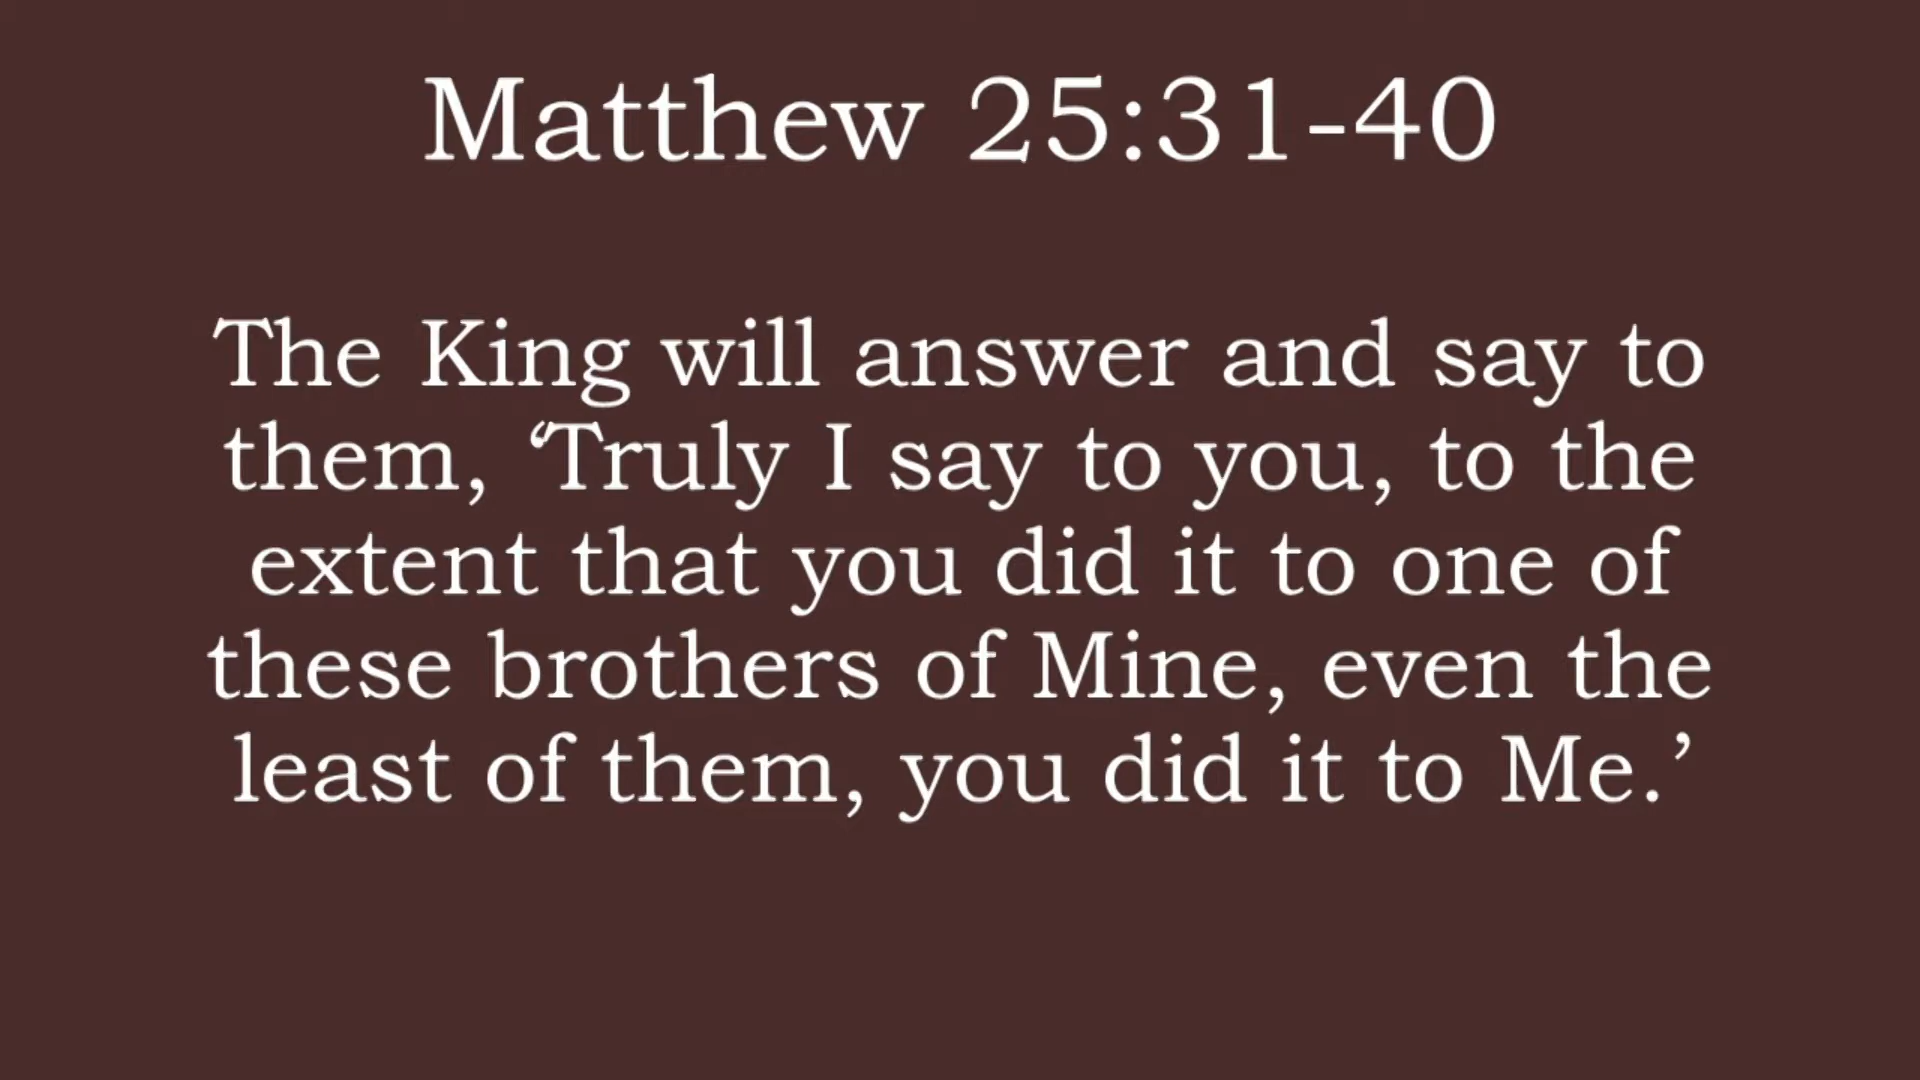 Matthew 25:31-40
The King will answer and say to
them, ‘Truly I say to you, to the
extent that you did it to one of
these brothers of Mine, even the
least of them, you did it to Me.’